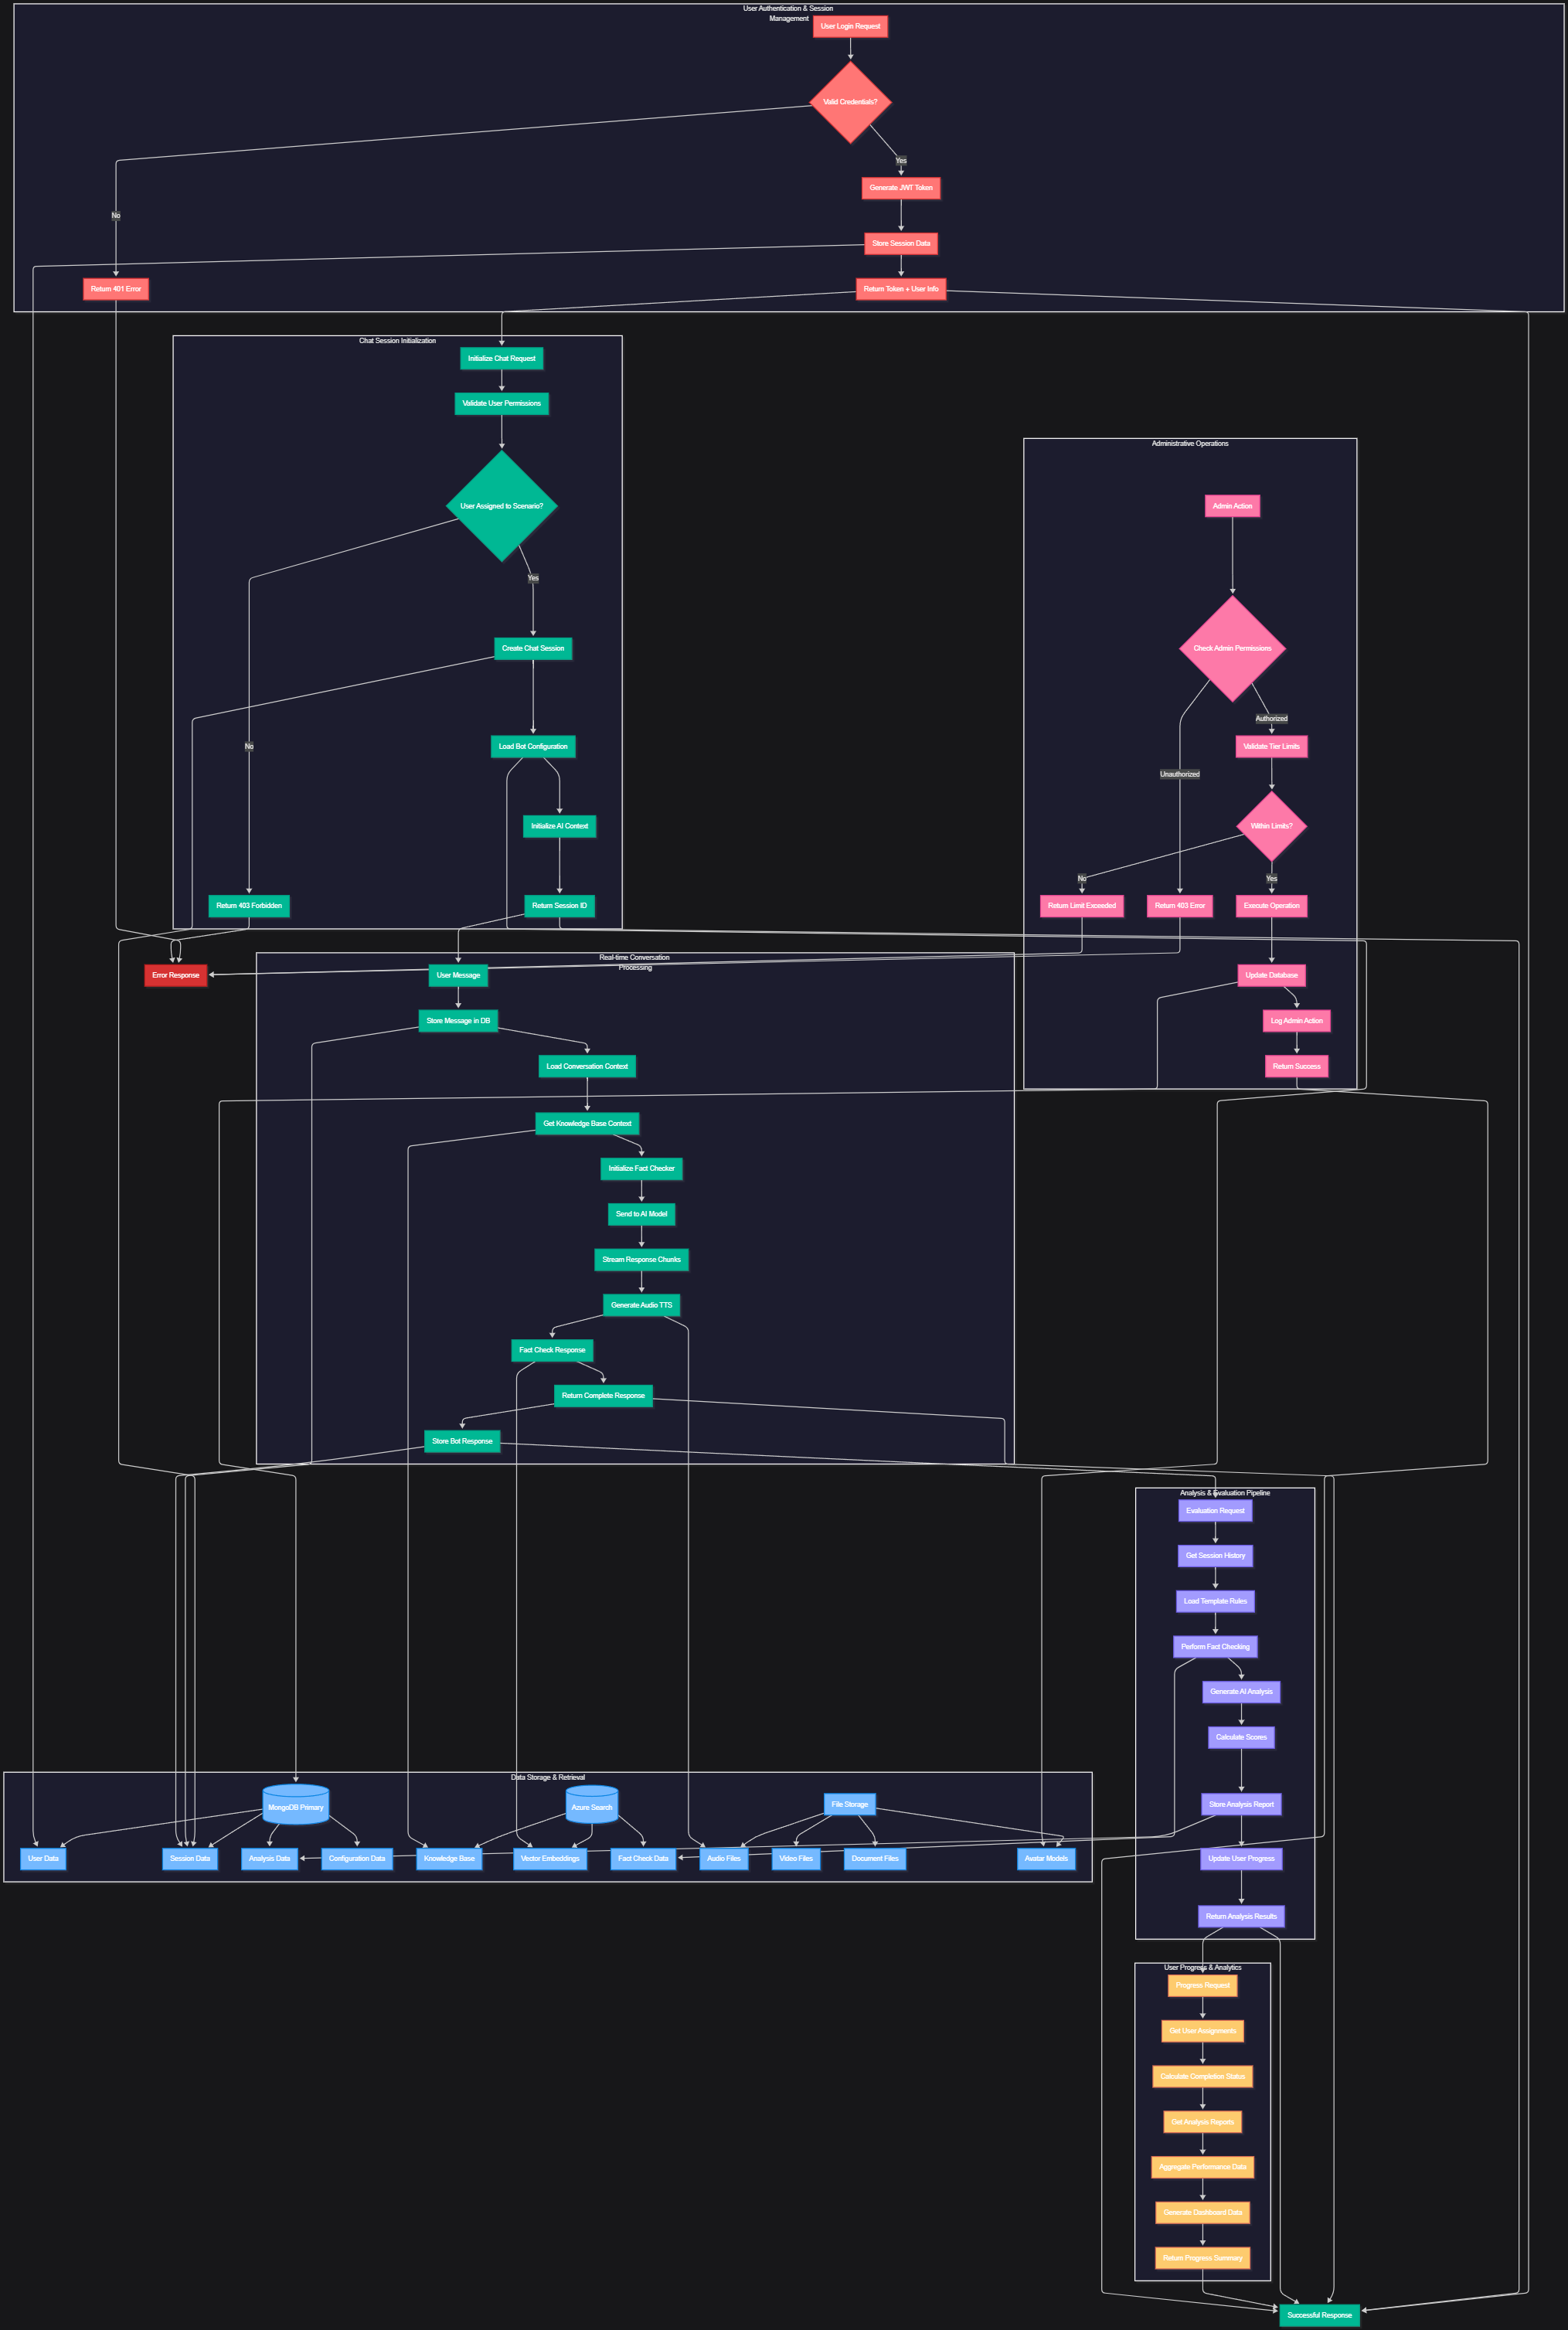 User Authentication & Session
Management
User Login Request
Valid Credentials?
Yes
Generate JWT Token
No
Store Session Data
Return 401 Error
Return Token + User Info
Chat Session Initialization
Initialize Chat Request
Validate User Permissions
User Assigned to Scenario?
Yes
Create Chat Session
No
Load Bot Configuration
Initialize AI Context
Return 403 Forbidden
Return Session ID
Administrative Operations
Admin Action
Check Admin Permissions
Authorized
Validate Tier Limits
Unauthorized
Within Limits?
No
Yes
Return Limit Exceeded
Return 403 Error
Execute Operation
Update Database
Log Admin Action
Return Success
Error Response
Real-time Conversation
Processing
User Message
Store Message in DB
Load Conversation Context
Get Knowledge Base Context
Initialize Fact Checker
Send to AI Model
Stream Response Chunks
Generate Audio TTS
Fact Check Response
Return Complete Response
Store Bot Response
Analysis & Evaluation Pipeline
Evaluation Request
Get Session History
Load Template Rules
Perform Fact Checking
Generate AI Analysis
Calculate Scores
Store Analysis Report
Update User Progress
Return Analysis Results
Data Storage & Retrieval
MongoDB Primary
Azure Search
File Storage
User Data
Session Data
Analysis Data
Configuration Data
Knowledge Base
Vector Embeddings
Fact Check Data
Audio Files
Video Files
Document Files
Avatar Models
User Progress & Analytics
Progress Request
Get User Assignments
Calculate Completion Status
Get Analysis Reports
Aggregate Performance Data
Generate Dashboard Data
Return Progress Summary
Successful Response